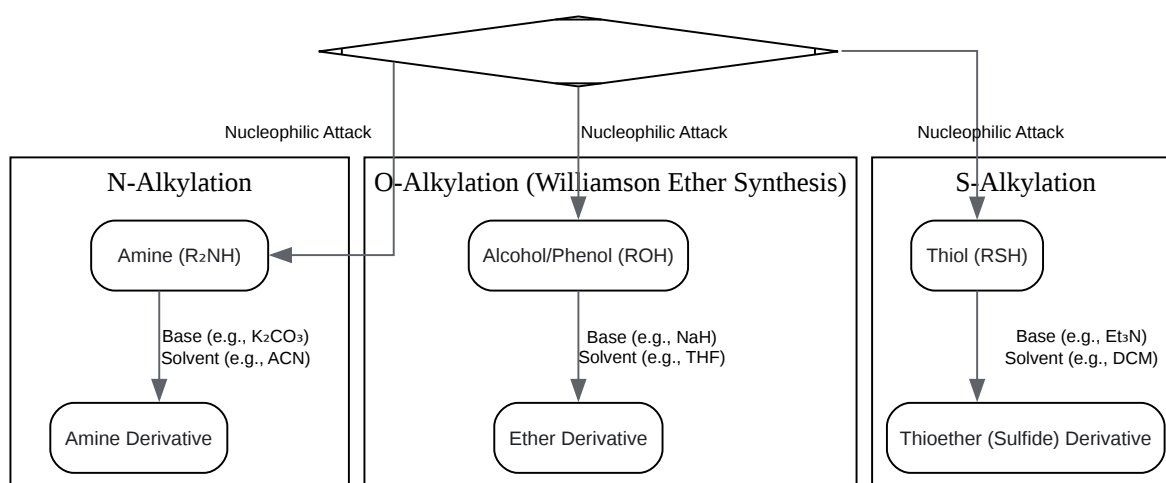 Nucleophilic Attack
Nucleophilic Attack
Nucleophilic Attack
N-Alkylation
O-Alkylation (Williamson Ether Synthesis)
S-Alkylation
Amine (R₂NH)
Alcohol/Phenol (ROH)
Thiol (RSH)
Base (e.g., K₂CO₃)
Solvent (e.g., ACN)
Base (e.g., NaH)
Solvent (e.g., THF)
Base (e.g., Et₃N)
Solvent (e.g., DCM)
Amine Derivative
Ether Derivative
Thioether (Sulfide) Derivative